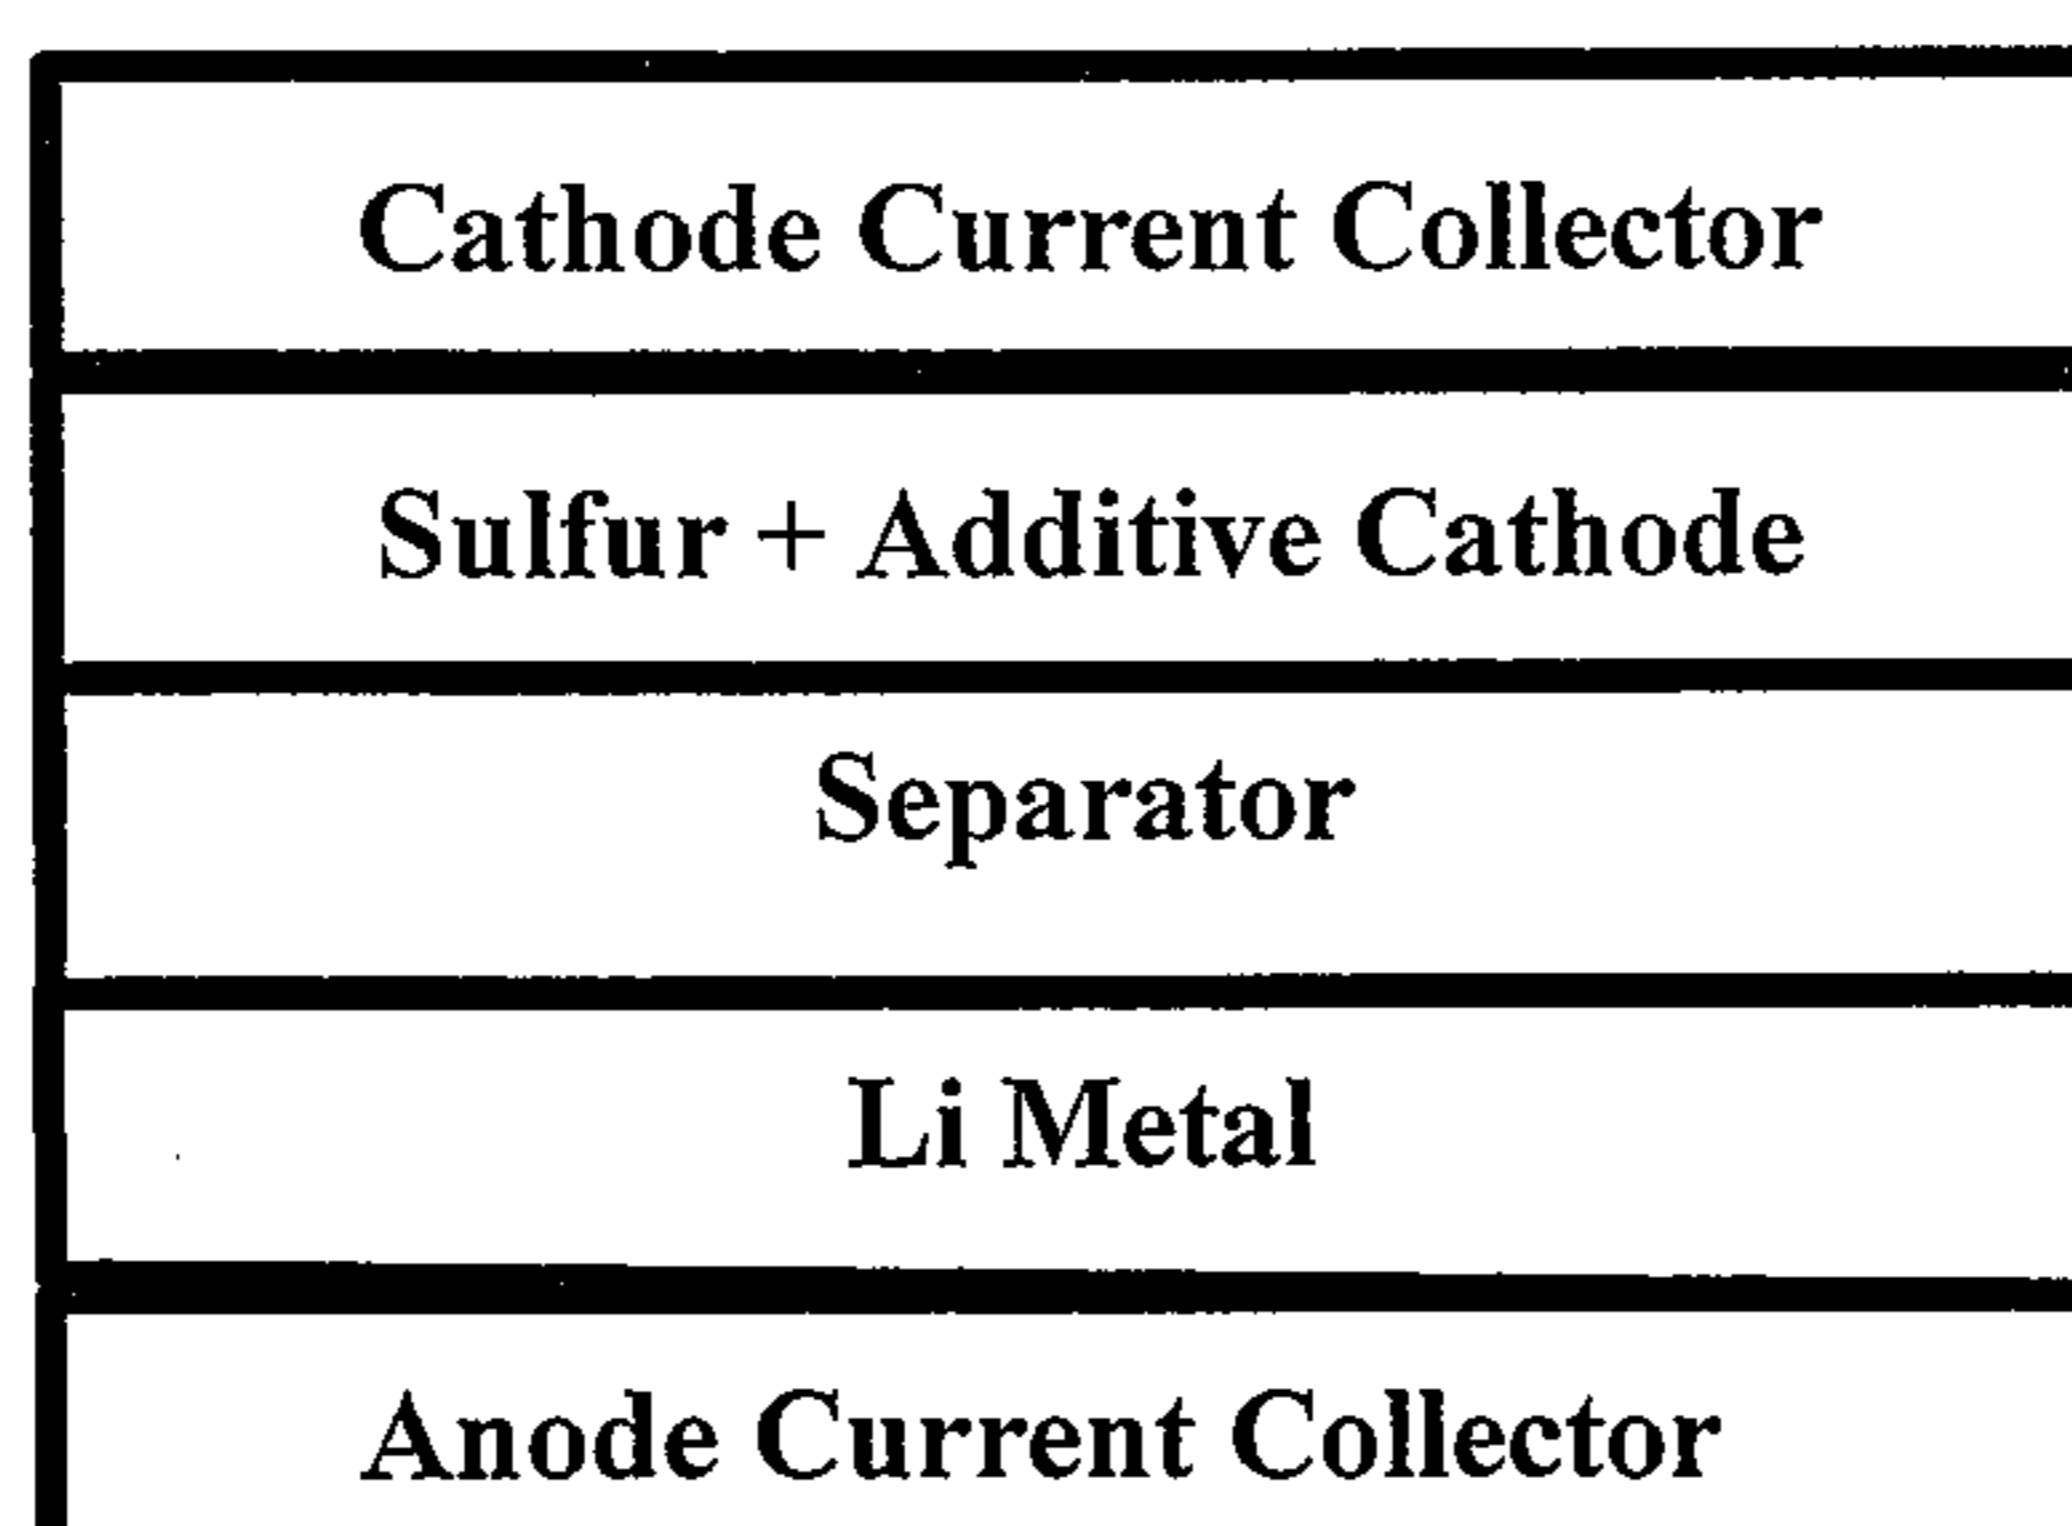 Cathode Current Collector
Sulfur + Additive Cathode
Separator
Li Metal
Anode Current Collector